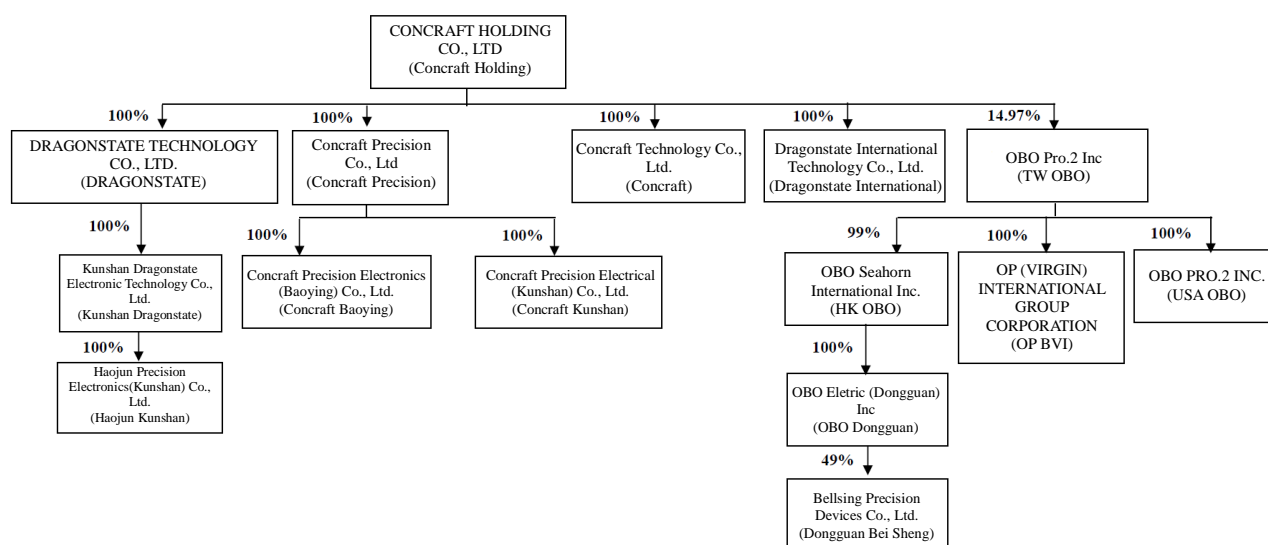 CONCRAFT HOLDING
CO., LTD
(Concraft Holding)
100%
100%
100%
100%
14.97%
DRAGONSTATE TECHNOLOGY
CO., LTD.
(DRAGONSTATE)
Concraft Precision
Co., Ltd
(Concraft Precision)
Concraft Technology Co.,
Ltd.
(Concraft)
Dragonstate International
Technology Co., Ltd.
(Dragonstate International)
OBO Pro.2 Inc
(TW OBO)
100%
100%
100%
99%
100%
100%
Kunshan Dragonstate
Electronic Technology Co.,
Ltd.
(Kunshan Dragonstate)
Concraft Precision Electronics
(Baoying) Co., Ltd.
(Concraft Baoying)
Concraft Precision Electrical
(Kunshan) Co., Ltd.
(Concraft Kunshan)
OBO Seahorn
International Inc.
(HK OBO)
OP (VIRGIN)
INTERNATIONAL
GROUP
CORPORATION
(OP BVI)
OBO PRO.2 INC.
(USA OBO)
100%
100%
Haojun Precision
Electronics(Kunshan) Co.,
Ltd.
(Haojun Kunshan)
OBO Eletric (Dongguan)
Inc
(OBO Dongguan)
49%
Bellsing Precision
Devices Co., Ltd.
(Dongguan Bei Sheng)